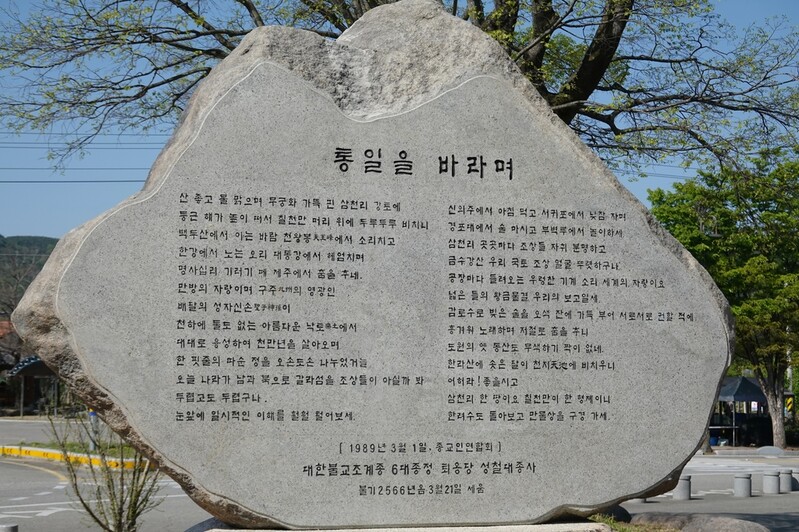 통일을 바라며
산 좋고 물 맑으며 무궁화 가득 핀 삼천리 강토에
둥근 해가 높이 떠서 칠천만 머리 위에 두루두루 비치니
백두산에서 이는 바람 천왕봉天王峰에서 소리치고
한강에서 노는 오리 대동강에서 헤엄치며
명사십리 기러기 떼 제주에서 춤을 추네.
만방의 자랑이며 구주九州의 영광인
배달의 성자신손聖子神孫이
천하에 둘도 없는 아름다운 낙토樂土에서
대대로 융성하여 천만년을 살아오며
한 핏줄의 따순 정을 오손도손 나누었거늘
오늘 나라가 남과 북으로 갈라섬을 조상들이 아실까 봐
두렵고도 두렵구나.
눈앞에 일시적인 이해를 훨훨 털어보세.
신의주에서 아침 먹고 서귀포에서 낮잠 자며
경포대에서 술 마시고 부벽루에서 놀이하세
삼천리 곳곳마다 조상들 자취 분명하고
금수강산 우리 국토 조상 얼굴 뚜렷하구나.
공장마다 들려오는 우렁찬 기계 소리 세계의 자랑이요
넓은 들의 황금물결 우리의 보고일세.
감로수로 빚은 술을 오색 잔에 가득 부어 서로서로 건할 적에
흥겨워 노래하며 저절로 춤을 추니
도원의 옛 동산도 무색하기 짝이 없네.
한라산에 솟은 달이 천지天池에 비치우니
어허라! 좋을시고
삼천리 한 땅이요 칠천만이 한 형제이니
한려수도 돌아보고 만물상을 구경 가세.
[ 1989년 3월 1일, 종교인연합회 ]
대한불교조계종 6대종정 퇴옹당 성철대종사
불기 2566년 음 3월 21일 세움